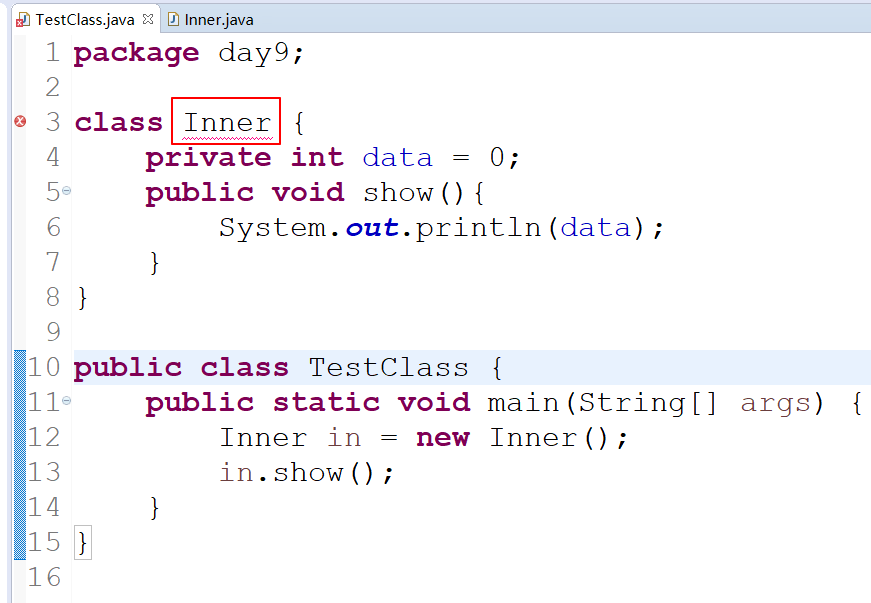 TestClass.java Inner.java
1 package day9;
2
3 class Inner {
4 private int data = 0;
5 public void show(){
6 System.out.println(data);
7 }
8 }
9
10 public class TestClass {
11 public static void main(String[] args) {
12 Inner in = new Inner();
13 in.show();
14 }
15 }
16